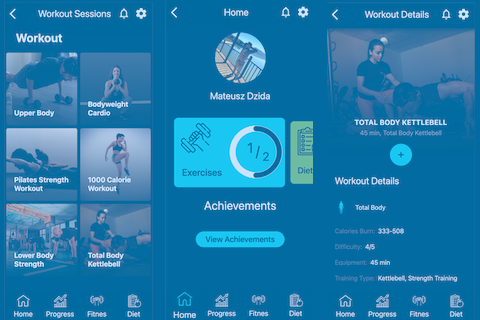 Workout Sessions
Workout
Upper Body
Bodyweight
Cardio
Pilates Strength
Workout
1000 Calorie
Workout
Lower Body
Strength
Total Body
Kettlebell
Home
Progress
Fitnes
Diet
Home
Mateusz Dzida
Exercises
1/2
Diet
Achievements
View Achievements
Home
Progress
Fitnes
Diet
Workout Details
TOTAL BODY KETTLEBELL
45 min, Total Body Kettlebell
+
Workout Details
Total Body
Calories Burn: 333-508
Difficulty: 4/5
Equipment: 45 min
Training Type: Kettlebell, Strength Training
Home
Progress
Fitnes
Diet